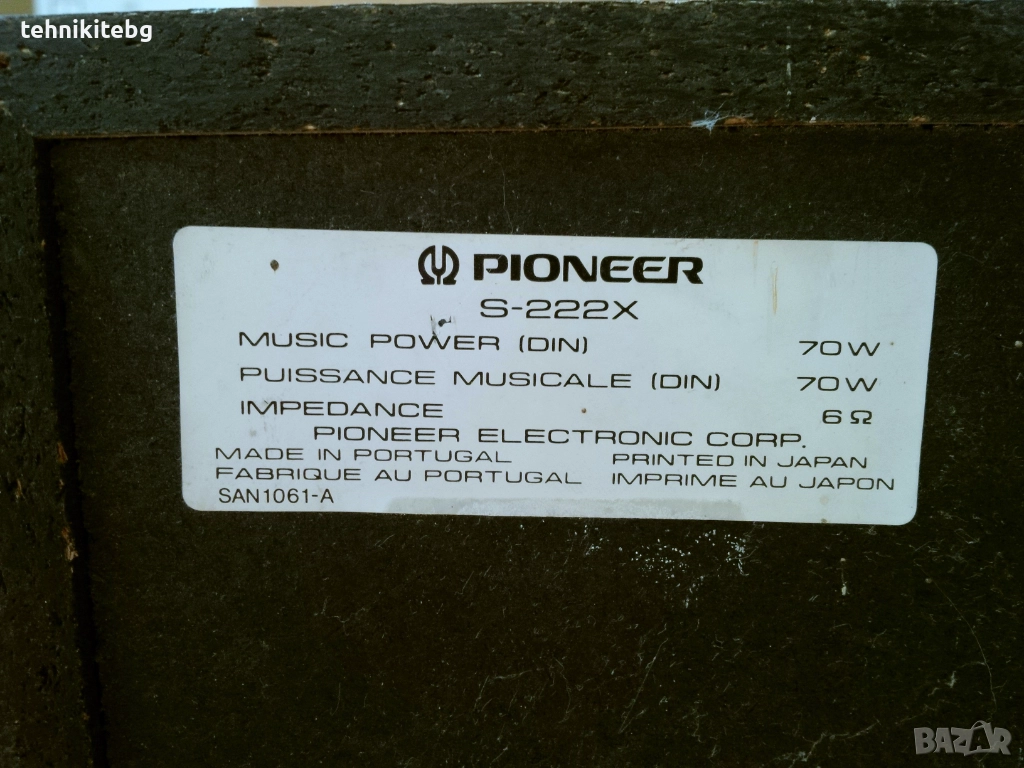 tehnikitebg
PIONEER
S-222X
MUSIC POWER (DIN) 70W
PUISSANCE MUSICALE (DIN) 70W
IMPEDANCE 6Ω
PIONEER ELECTRONIC CORP.
MADE IN PORTUGAL PRINTED IN JAPAN
FABRIQUE AU PORTUGAL IMPRIME AU JAPON
SAN1061-A
BAZAR